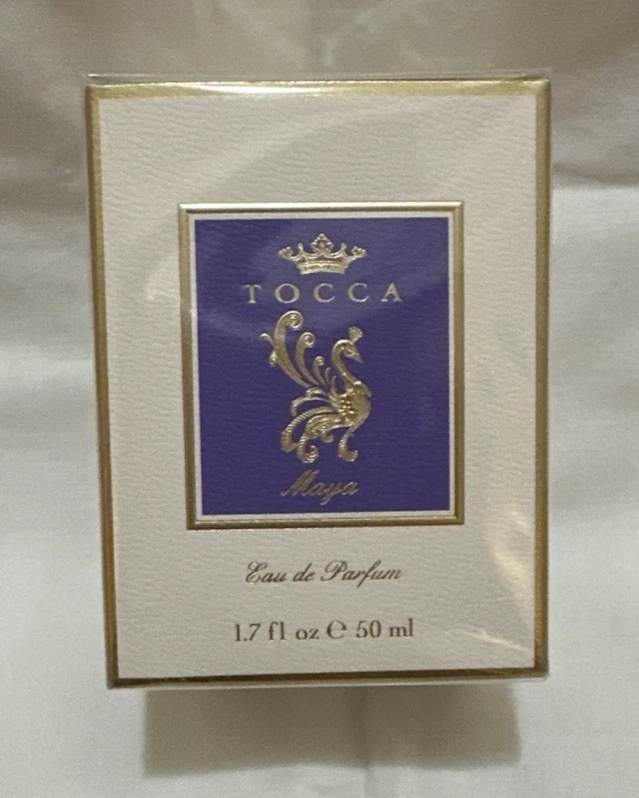 TOCCA
Maya
Eau de Parfum
1.7 fl oz ℮ 50 ml